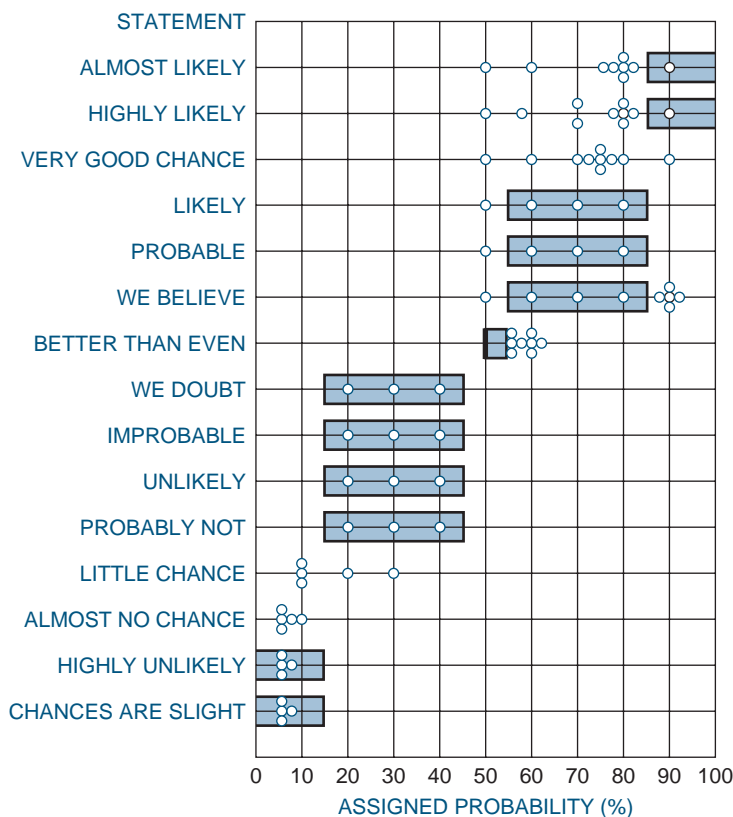 STATEMENT
ALMOST LIKELY
HIGHLY LIKELY
VERY GOOD CHANCE
LIKELY
PROBABLE
WE BELIEVE
BETTER THAN EVEN
WE DOUBT
IMPROBABLE
UNLIKELY
PROBABLY NOT
LITTLE CHANCE
ALMOST NO CHANCE
HIGHLY UNLIKELY
CHANCES ARE SLIGHT
0 10 20 30 40 50 60 70 80 90 100
ASSIGNED PROBABILITY (%)